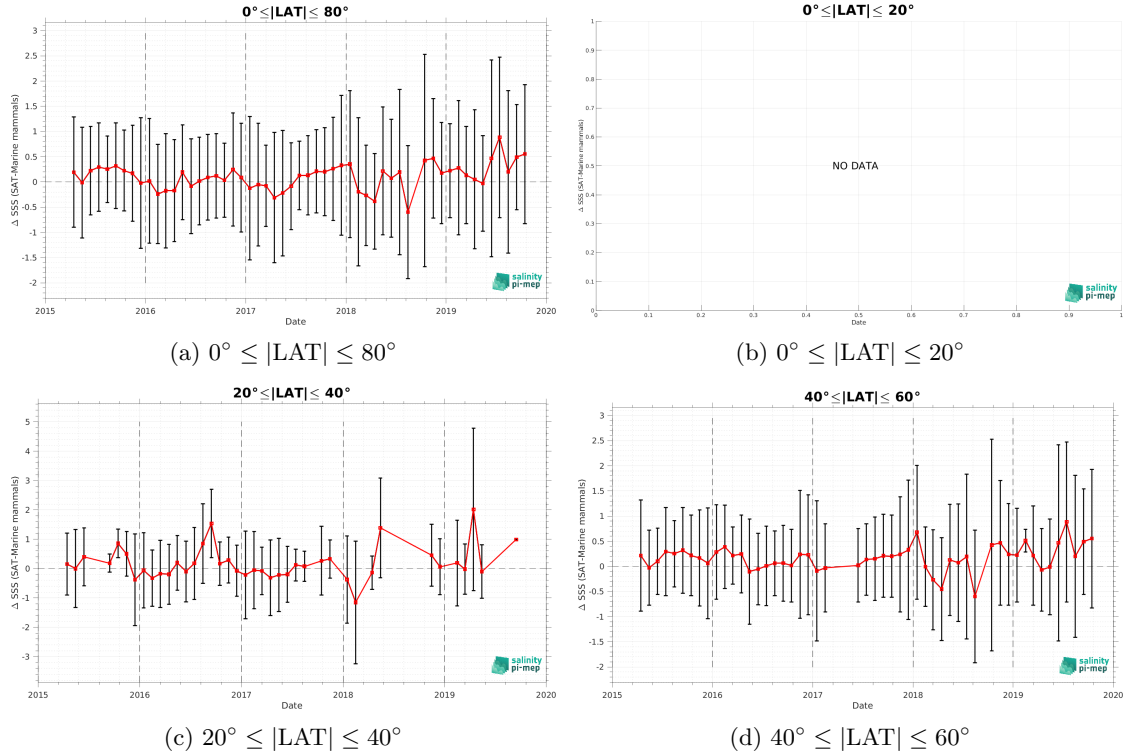 0°≤|LAT|≤ 80°
3
2.5
2
1.5
1
0.5
0
-0.5
-1
-1.5
-2
Δ SSS (SAT-Marine mammals)
2015 2016 2017 2018 2019 2020
Date
salinity
pi-mep
(a) 0° ≤ |LAT| ≤ 80°
0°≤|LAT|≤ 20°
1
0.9
0.8
0.7
0.6
0.5
0.4
0.3
0.2
0.1
0
Δ SSS (SAT-Marine mammals)
NO DATA
0 0.1 0.2 0.3 0.4 0.5 0.6 0.7 0.8 0.9 1
Date
salinity
pi-mep
(b) 0° ≤ |LAT| ≤ 20°
20°≤|LAT|≤ 40°
5
4
3
2
1
0
-1
-2
-3
Δ SSS (SAT-Marine mammals)
2015 2016 2017 2018 2019 2020
Date
salinity
pi-mep
(c) 20° ≤ |LAT| ≤ 40°
40°≤|LAT|≤ 60°
3
2.5
2
1.5
1
0.5
0
-0.5
-1
-1.5
-2
Δ SSS (SAT-Marine mammals)
2015 2016 2017 2018 2019 2020
Date
salinity
pi-mep
(d) 40° ≤ |LAT| ≤ 60°